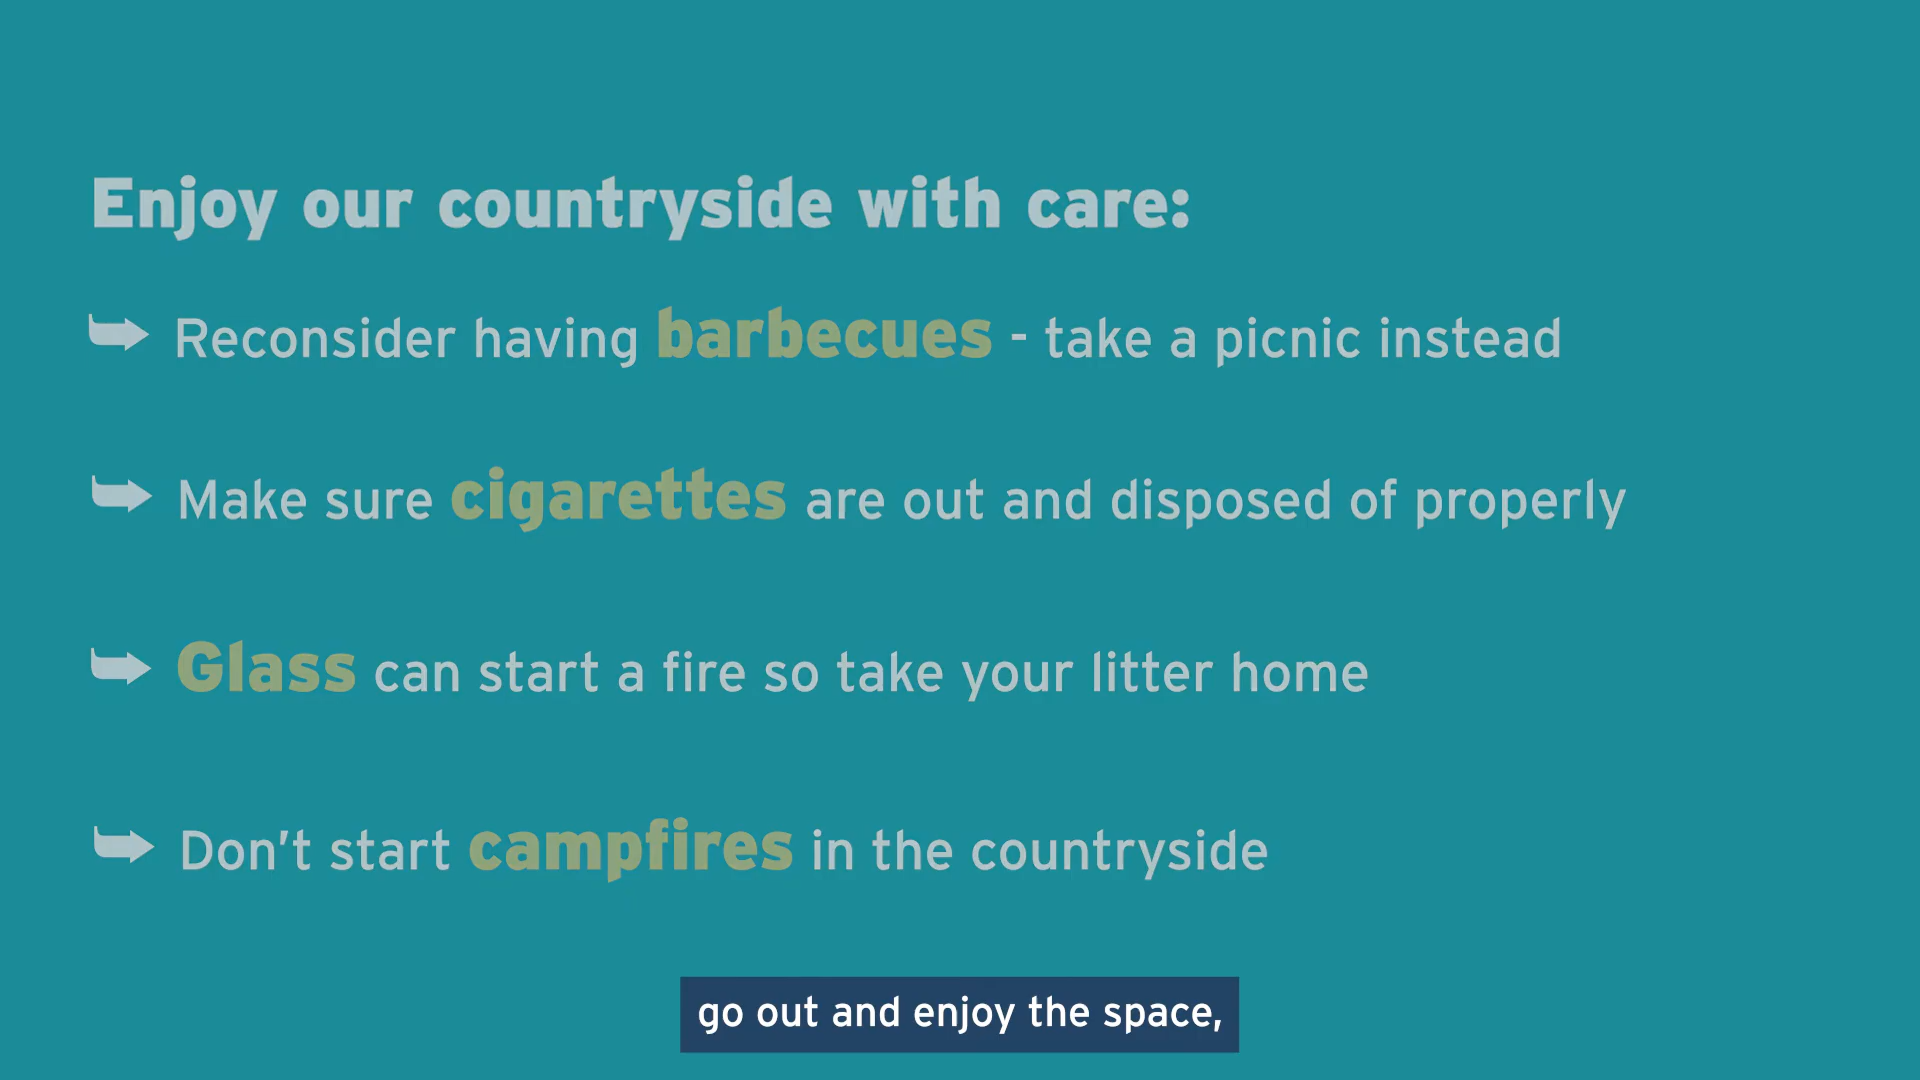 Enjoy our countryside with care:
Reconsider having barbecues - take a picnic instead
Make sure cigarettes are out and disposed of properly
Glass can start a fire so take your litter home
Don't start campfires in the countryside
go out and enjoy the space,